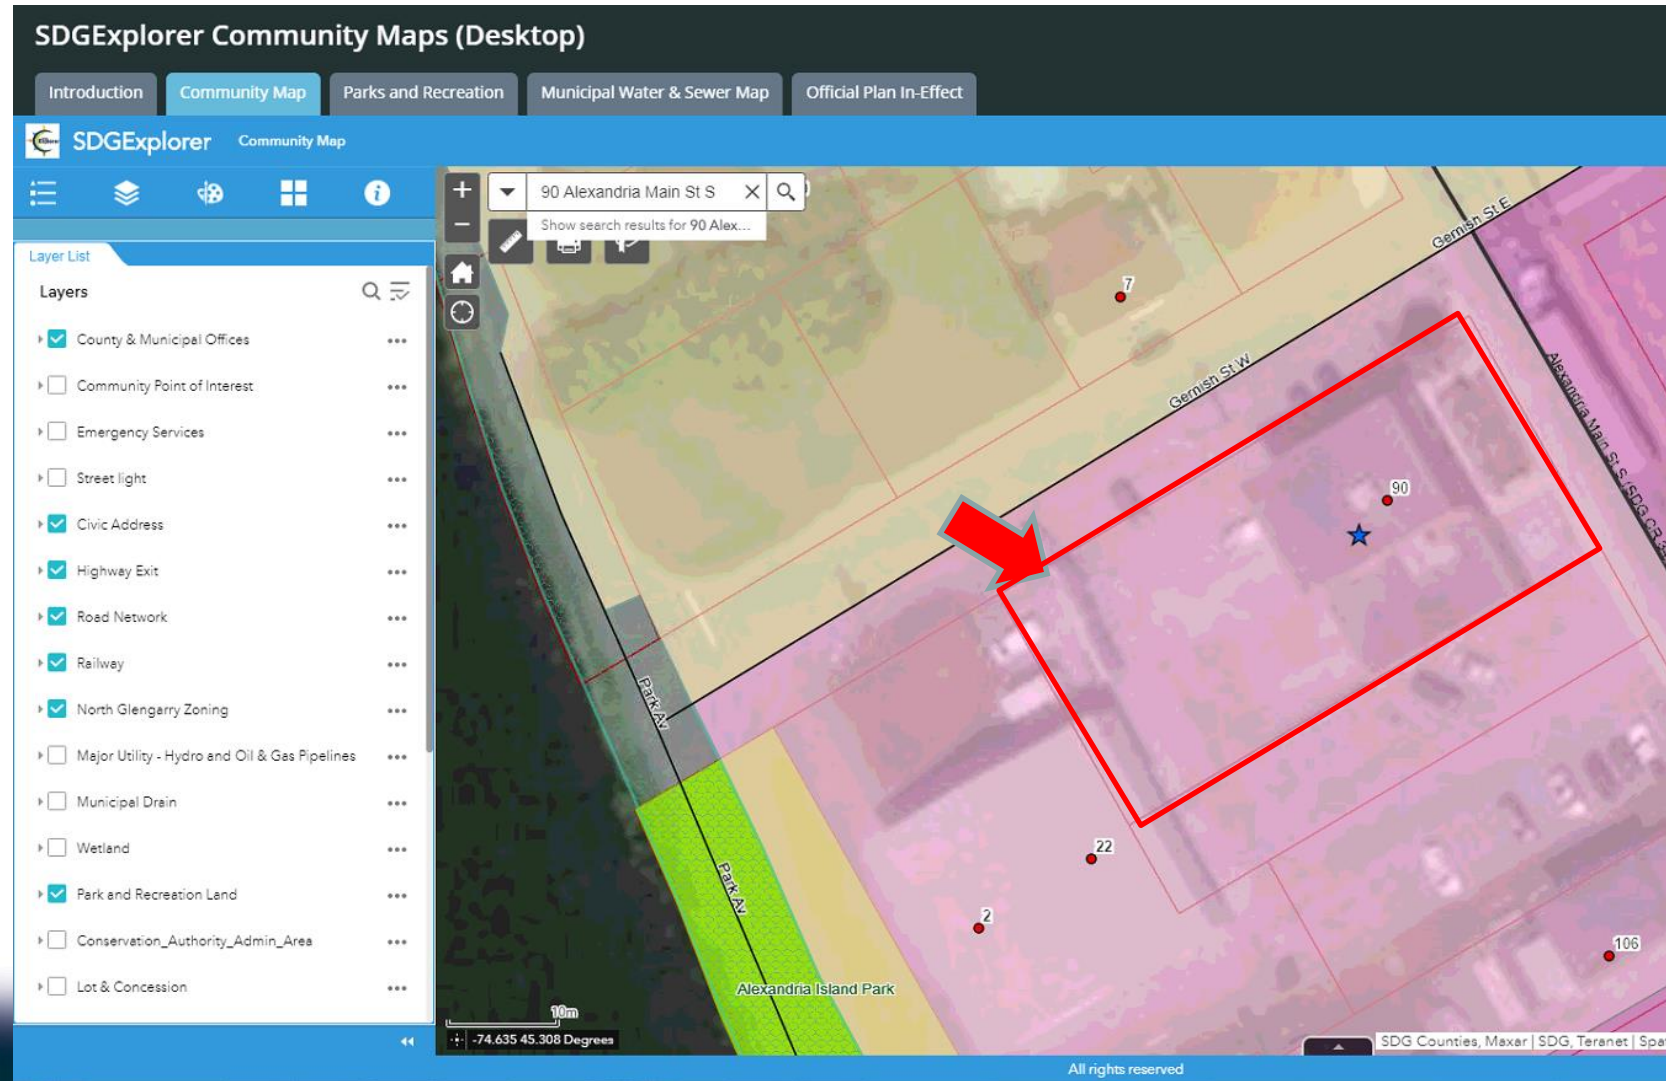 SDGExplorer Community Maps (Desktop)
Introduction
Community Map
Parks and Recreation
Municipal Water & Sewer Map
Official Plan In-Effect
SDGExplorer
Community Map
90 Alexandria Main St S
Show search results for 90 Alex...
Layer List
Layers
County & Municipal Offices
Community Point of Interest
Emergency Services
Street light
Civic Address
Highway Exit
Road Network
Railway
North Glengarry Zoning
Major Utility - Hydro and Oil & Gas Pipelines
Municipal Drain
Wetland
Park and Recreation Land
Conservation_Authority_Admin_Area
Lot & Concession
Gernish St E
7
Gernish St W
Alexandria Main St S (SDG CR 3
90
Park Av
22
Park Av
2
106
Alexandria Island Park
10m
-74.635 45.308 Degrees
SDG Counties, Maxar | SDG, Teranet | Spa
All rights reserved